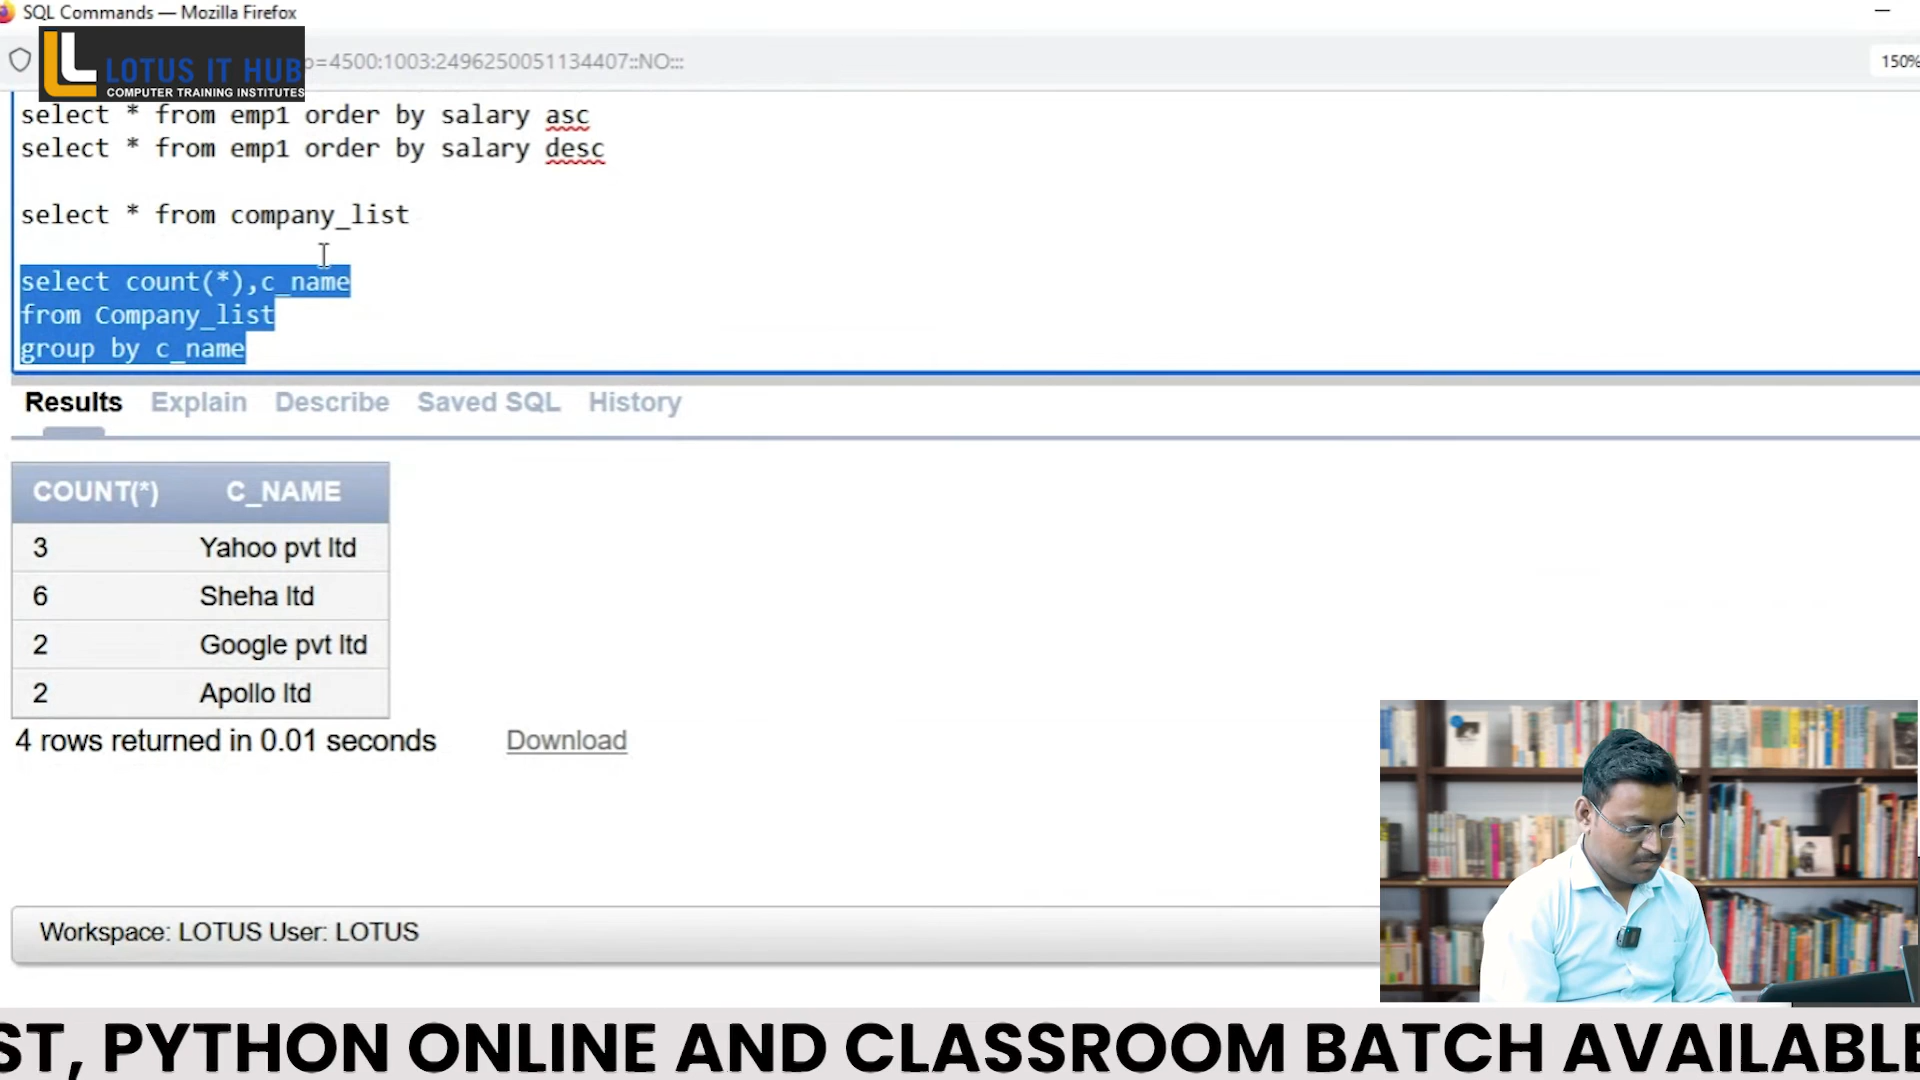 SQL Commands — Mozilla Firefox
LOTUS IT HUB
COMPUTER TRAINING INSTITUTES
=4500:1003:2496250051134407::NO:::
150%
select * from emp1 order by salary asc
select * from emp1 order by salary desc
select * from company_list
select count(*),c_name
from Company_list
group by c_name
Results Explain Describe Saved SQL History
COUNT(*) C_NAME
3 Yahoo pvt ltd
6 Sheha ltd
2 Google pvt ltd
2 Apollo ltd
4 rows returned in 0.01 seconds Download
Workspace: LOTUS User: LOTUS
ST, PYTHON ONLINE AND CLASSROOM BATCH AVAILABLE